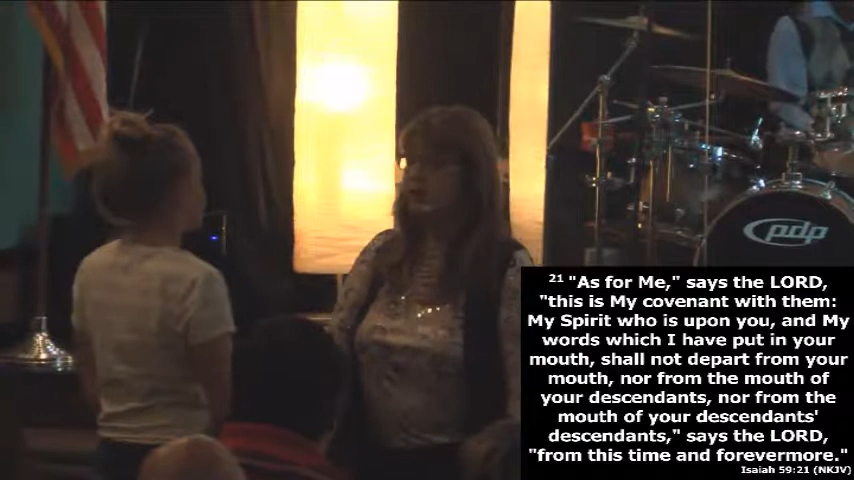 pdp
21 "As for Me," says the LORD,
"this is My covenant with them:
My Spirit who is upon you, and My
words which I have put in your
mouth, shall not depart from your
mouth, nor from the mouth of
your descendants, nor from the
mouth of your descendants'
descendants," says the LORD,
"from this time and forevermore."
Isaiah 59:21 (NKJV)